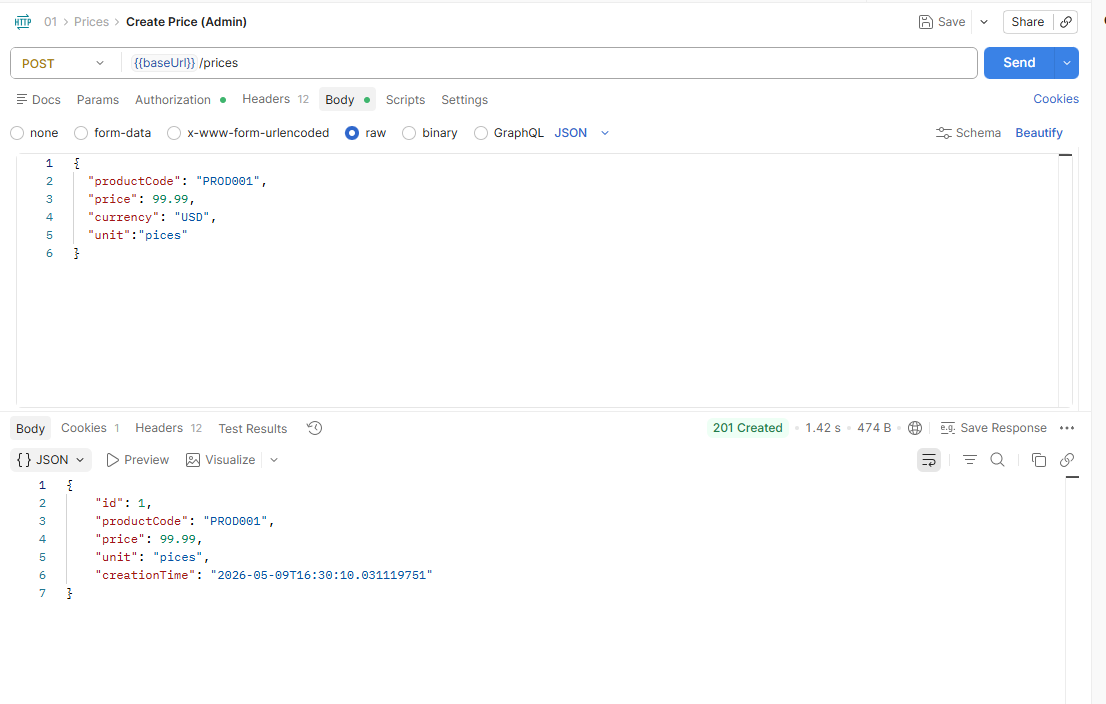 HTTP 01 > Prices > Create Price (Admin) Save Share
POST {{baseUrl}} /prices Send
Docs Params Authorization Headers 12 Body Scripts Settings Cookies
none form-data x-www-form-urlencoded raw binary GraphQL JSON Schema Beautify
1 {
2 "productCode": "PROD001",
3 "price": 99.99,
4 "currency": "USD",
5 "unit":"pices"
6 }
Body Cookies 1 Headers 12 Test Results 201 Created • 1.42 s • 474 B • e.g. Save Response
{} JSON Preview Visualize
1 {
2 "id": 1,
3 "productCode": "PROD001",
4 "price": 99.99,
5 "unit": "pices",
6 "creationTime": "2026-05-09T16:30:10.031119751"
7 }